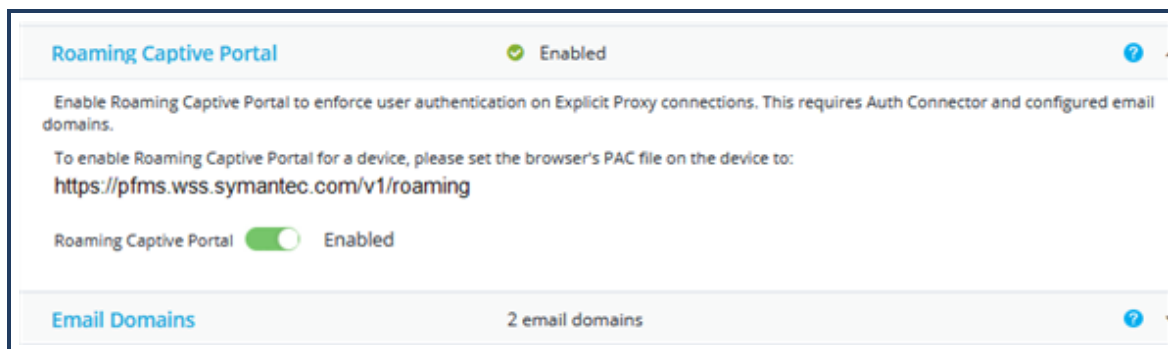 Roaming Captive Portal Enabled ?
Enable Roaming Captive Portal to enforce user authentication on Explicit Proxy connections. This requires Auth Connector and configured email
domains.
To enable Roaming Captive Portal for a device, please set the browser's PAC file on the device to:
https://pfms.wss.symantec.com/v1/roaming
Roaming Captive Portal Enabled
Email Domains 2 email domains ?